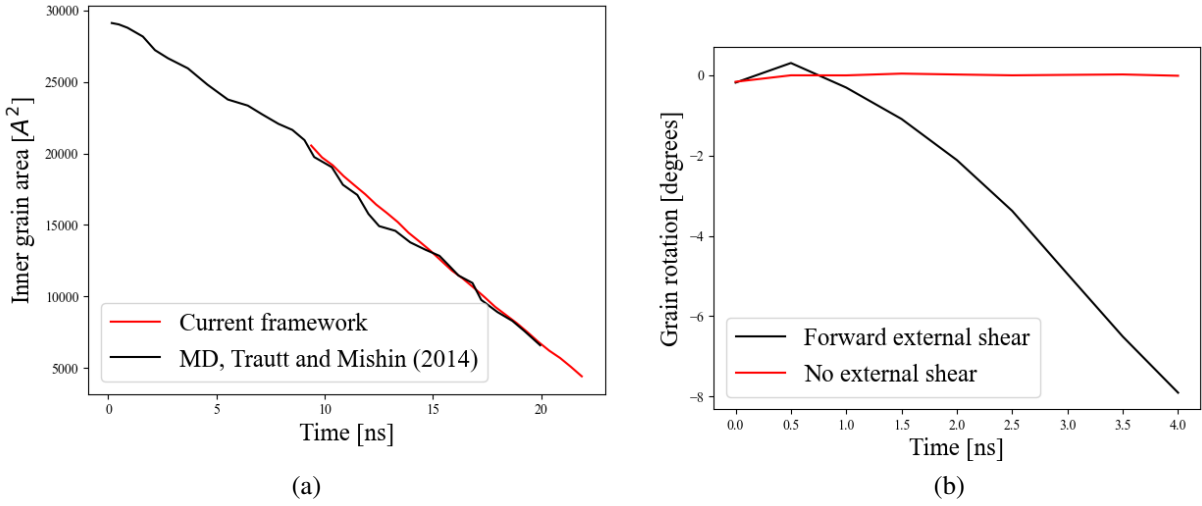 30000
25000
20000
15000
10000
5000
Inner grain area [A²]
Current framework
MD, Trautt and Mishin (2014)
0 5 10 15 20
Time [ns]
(a)
0
−2
−4
−6
−8
Grain rotation [degrees]
Forward external shear
No external shear
0.0 0.5 1.0 1.5 2.0 2.5 3.0 3.5 4.0
Time [ns]
(b)